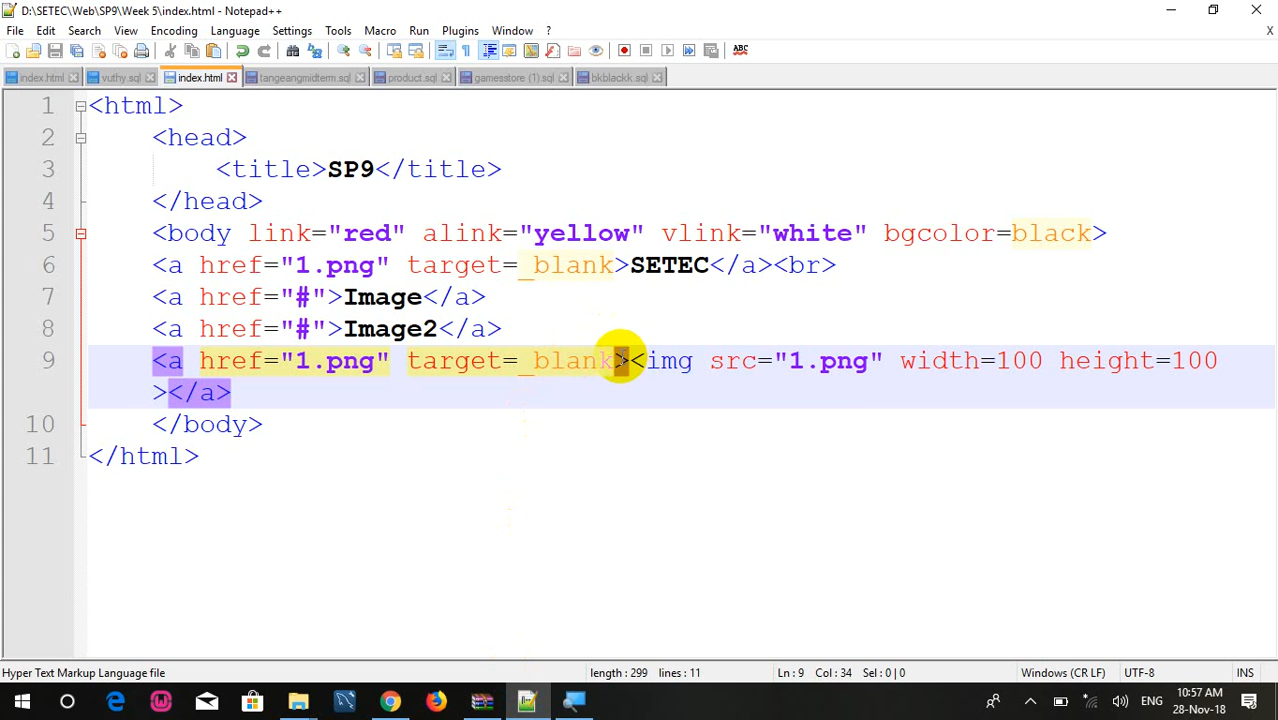 D:\SETEC\Web\SP9\Week 5\index.html - Notepad++
File Edit Search View Encoding Language Settings Tools Macro Run Plugins Window ? X
ABC
index.html vuthy.sql index.html tangeangmidterm.sql product.sql gamesstore (1).sql bkblackk.sql
1 <html>
2 <head>
3 <title>SP9</title>
4 </head>
5 <body link="red" alink="yellow" vlink="white" bgcolor=black>
6 <a href="1.png" target=_blank>SETEC</a><br>
7 <a href="#">Image</a>
8 <a href="#">Image2</a>
9 <a href="1.png" target=_blank><img src="1.png" width=100 height=100
></a>
10 </body>
11 </html>
Hyper Text Markup Language file length : 299 lines : 11 Ln : 9 Col : 34 Sel : 0 | 0 Windows (CR LF) UTF-8 INS
ENG
10:57 AM
28-Nov-18